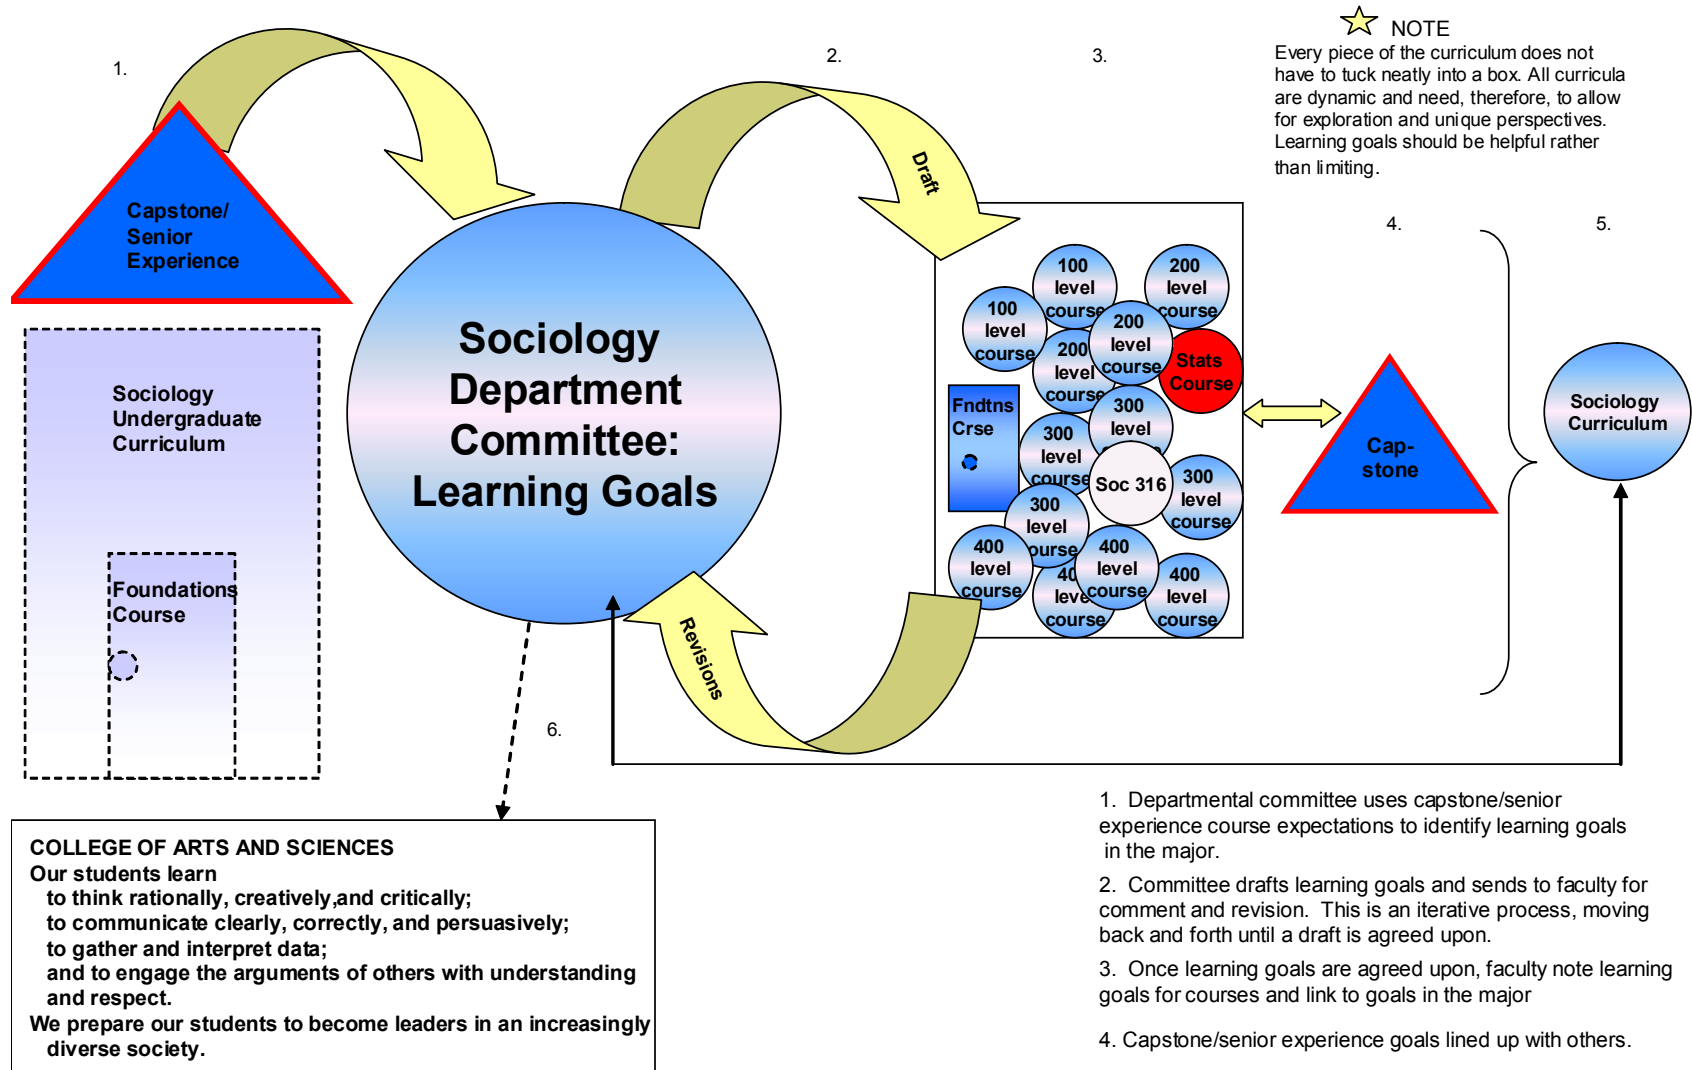 1.
2.
3.
NOTE
Every piece of the curriculum does not
have to tuck neatly into a box. All curricula
are dynamic and need, therefore, to allow
for exploration and unique perspectives.
Learning goals should be helpful rather
than limiting.
Capstone/
Senior
Experience
Draft
4.
5.
Sociology
Department
Committee:
Learning Goals
Sociology
Undergraduate
Curriculum
Foundations
Course
100
level
course
100
level
course
200
level
course
200
level
course
200
level
course
Stats
Course
Fndtns
Crse
300
level
300
level
course
Soc 316
300
level
course
300
level
ourse
400
level
course
40
leve
cou
400
level
course
400
level
course
Cap-
stone
Sociology
Curriculum
Revisions
6.
COLLEGE OF ARTS AND SCIENCES
Our students learn
to think rationally, creatively,and critically;
to communicate clearly, correctly, and persuasively;
to gather and interpret data;
and to engage the arguments of others with understanding
and respect.
We prepare our students to become leaders in an increasingly
diverse society.
1. Departmental committee uses capstone/senior
experience course expectations to identify learning goals
in the major.
2. Committee drafts learning goals and sends to faculty for
comment and revision. This is an iterative process, moving
back and forth until a draft is agreed upon.
3. Once learning goals are agreed upon, faculty note learning
goals for courses and link to goals in the major
4. Capstone/senior experience goals lined up with others.